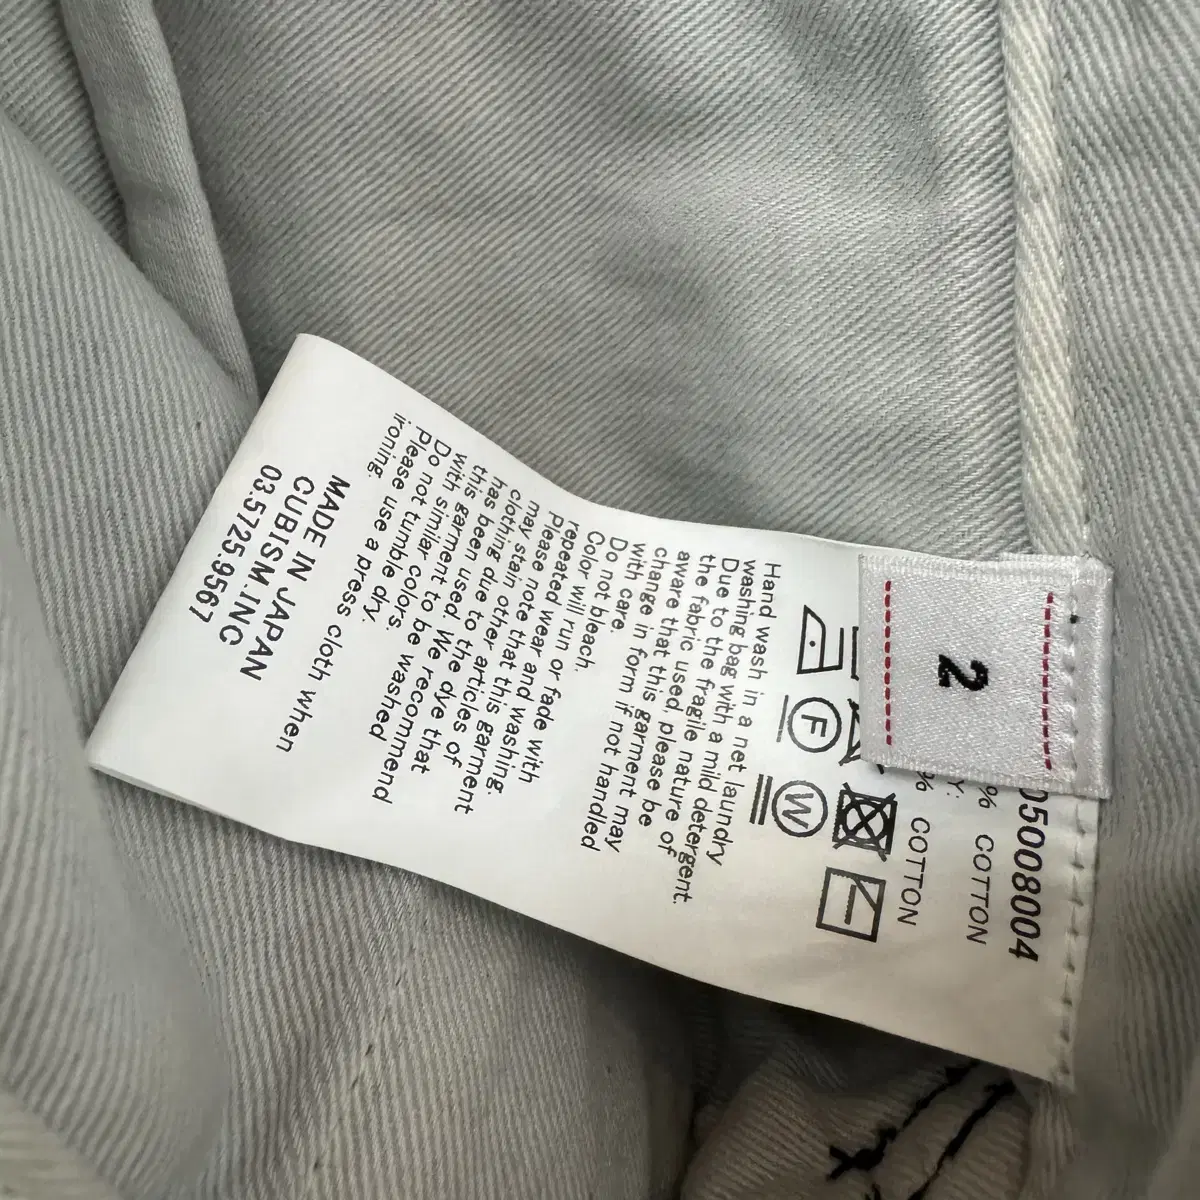 2
05008004
% COTTON
Y:
% COTTON
F
W
Hand wash in a net laundry
washing bag with a mild detergent.
Due to the fragile nature of
the fabric used, please be
aware that this garment may
change in form if not handled
with care.
Do not bleach.
Color will run or fade with
repeated wear and washing.
Please note that this garment
may stain other articles of
clothing due to the dye that
has been used. We recommend
this garment to be washed
with similar colors.
Do not tumble dry.
Please use a press cloth when
ironing.
MADE IN JAPAN
CUBISM.INC
03.5725.9567